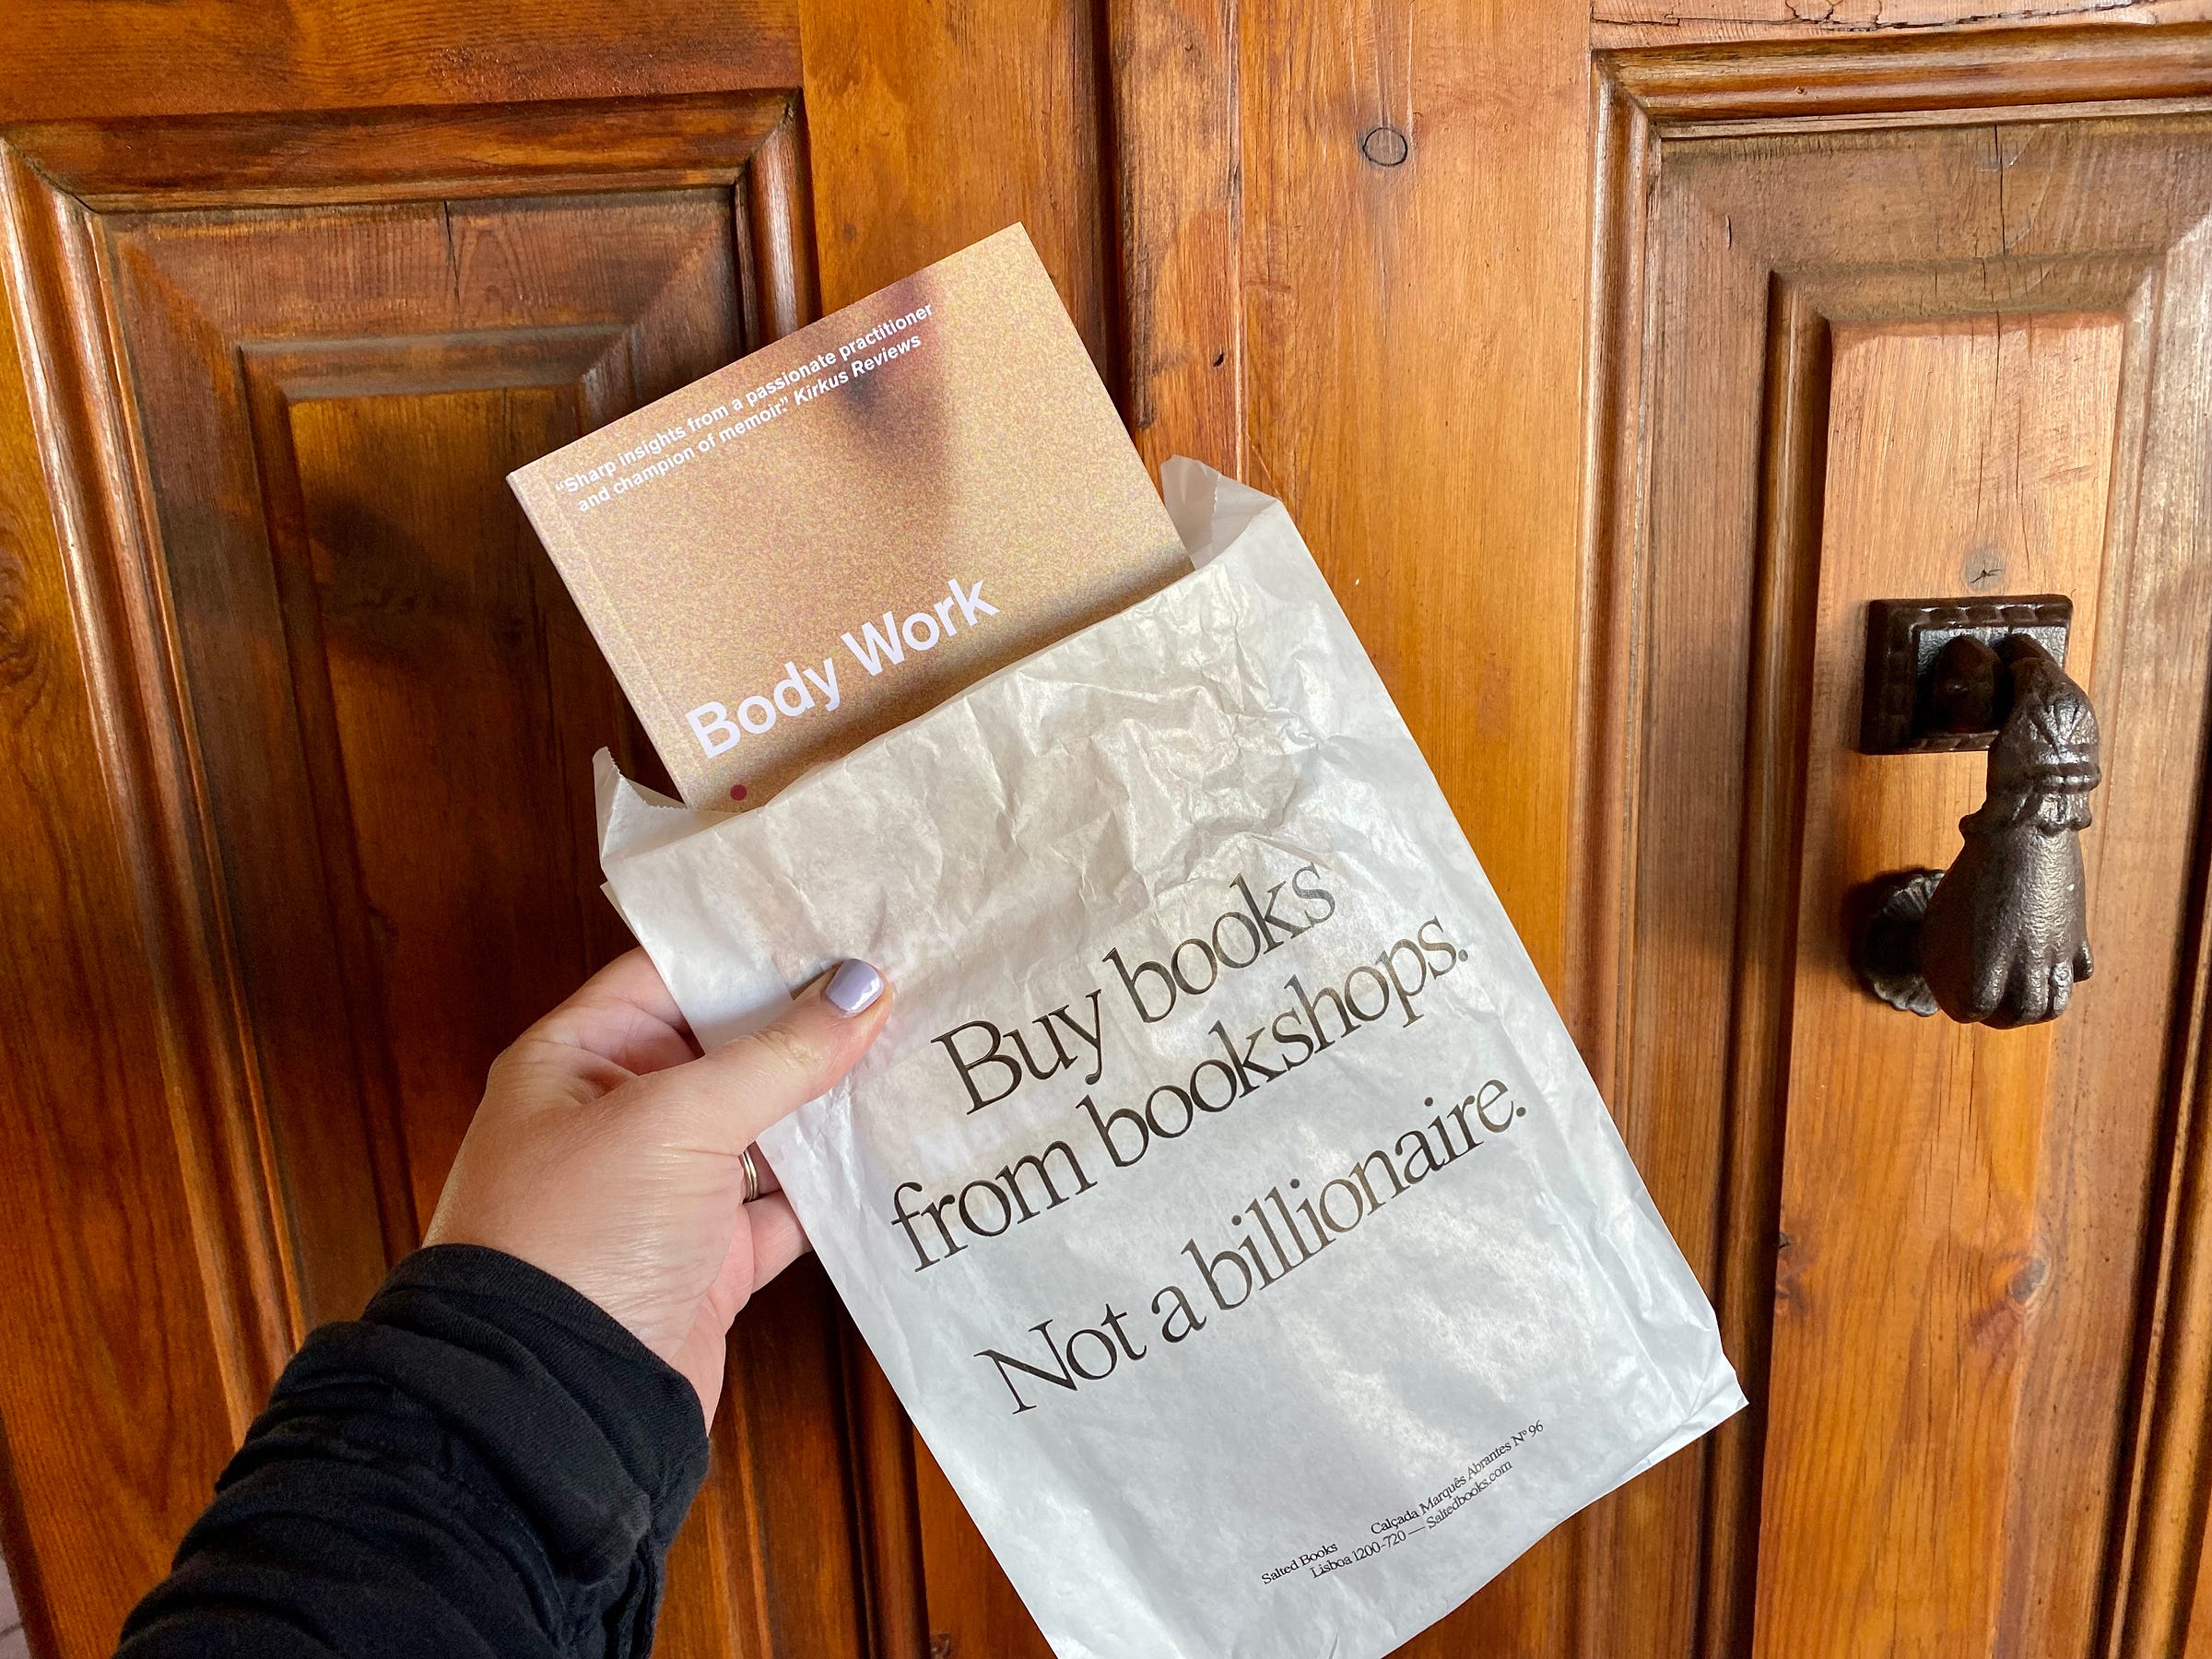 “Sharp insights from a passionate practitioner
and champion of memoir.” Kirkus Reviews
Body Work
Buy books
from bookshops.
Not a billionaire.
Salted Books
Calçada Marquês Abrantes Nº 96
Lisboa 1200-720 — Saltedbooks.com